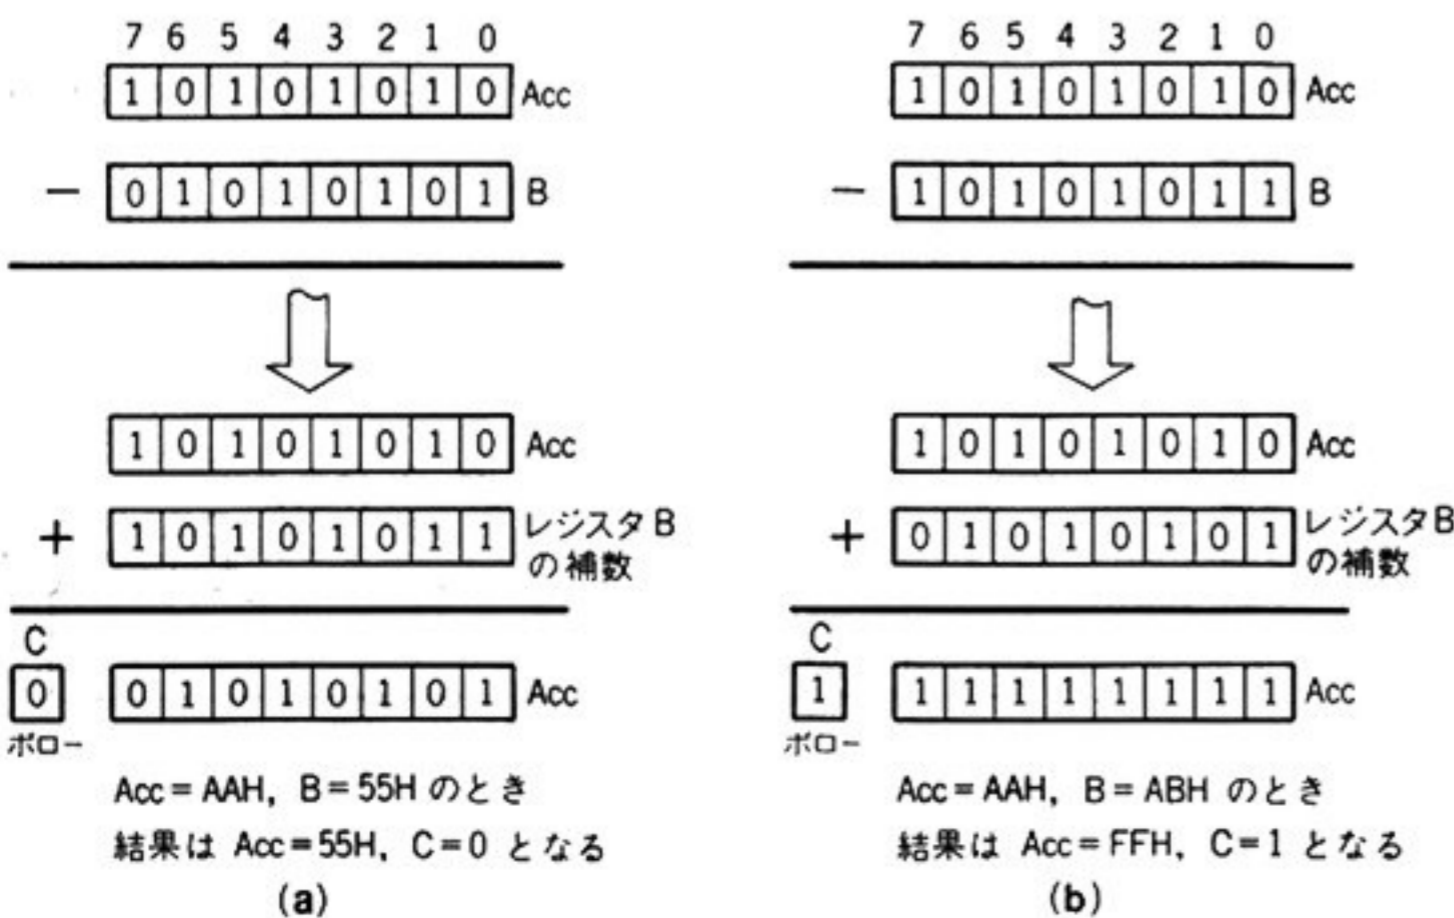 7 6 5 4 3 2 1 0
1 0 1 0 1 0 1 0 Acc
− 0 1 0 1 0 1 0 1 B
1 0 1 0 1 0 1 0 Acc
+ 1 0 1 0 1 0 1 1 レジスタB
の補数
C
0 0 1 0 1 0 1 0 1 Acc
ボロー
Acc=AAH, B=55H のとき
結果は Acc=55H, C=0 となる
(a)
7 6 5 4 3 2 1 0
1 0 1 0 1 0 1 0 Acc
− 1 0 1 0 1 0 1 1 B
1 0 1 0 1 0 1 0 Acc
+ 0 1 0 1 0 1 0 1 レジスタB
の補数
C
1 1 1 1 1 1 1 1 1 Acc
ボロー
Acc=AAH, B=ABH のとき
結果は Acc=FFH, C=1 となる
(b)